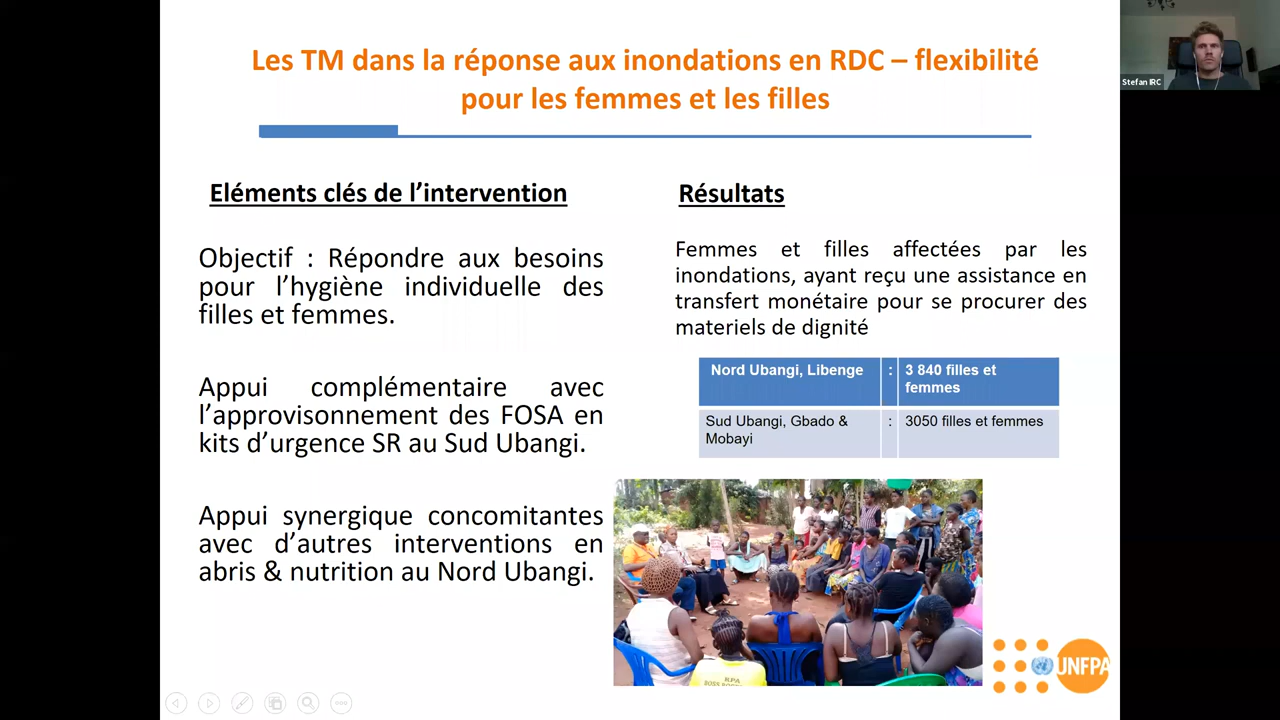 Les TM dans la réponse aux inondations en RDC – flexibilité
pour les femmes et les filles
Stefan IRC
Eléments clés de l'intervention
Objectif : Répondre aux besoins
pour l'hygiène individuelle des
filles et femmes.
Appui complémentaire avec
l'approvisonnement des FOSA en
kits d'urgence SR au Sud Ubangi.
Appui synergique concomitantes
avec d'autres interventions en
abris & nutrition au Nord Ubangi.
Résultats
Femmes et filles affectées par les
inondations, ayant reçu une assistance en
transfert monétaire pour se procurer des
materiels de dignité
Nord Ubangi, Libenge : 3 840 filles et
femmes
Sud Ubangi, Gbado & : 3050 filles et femmes
Mobayi
KPA
UNFPA